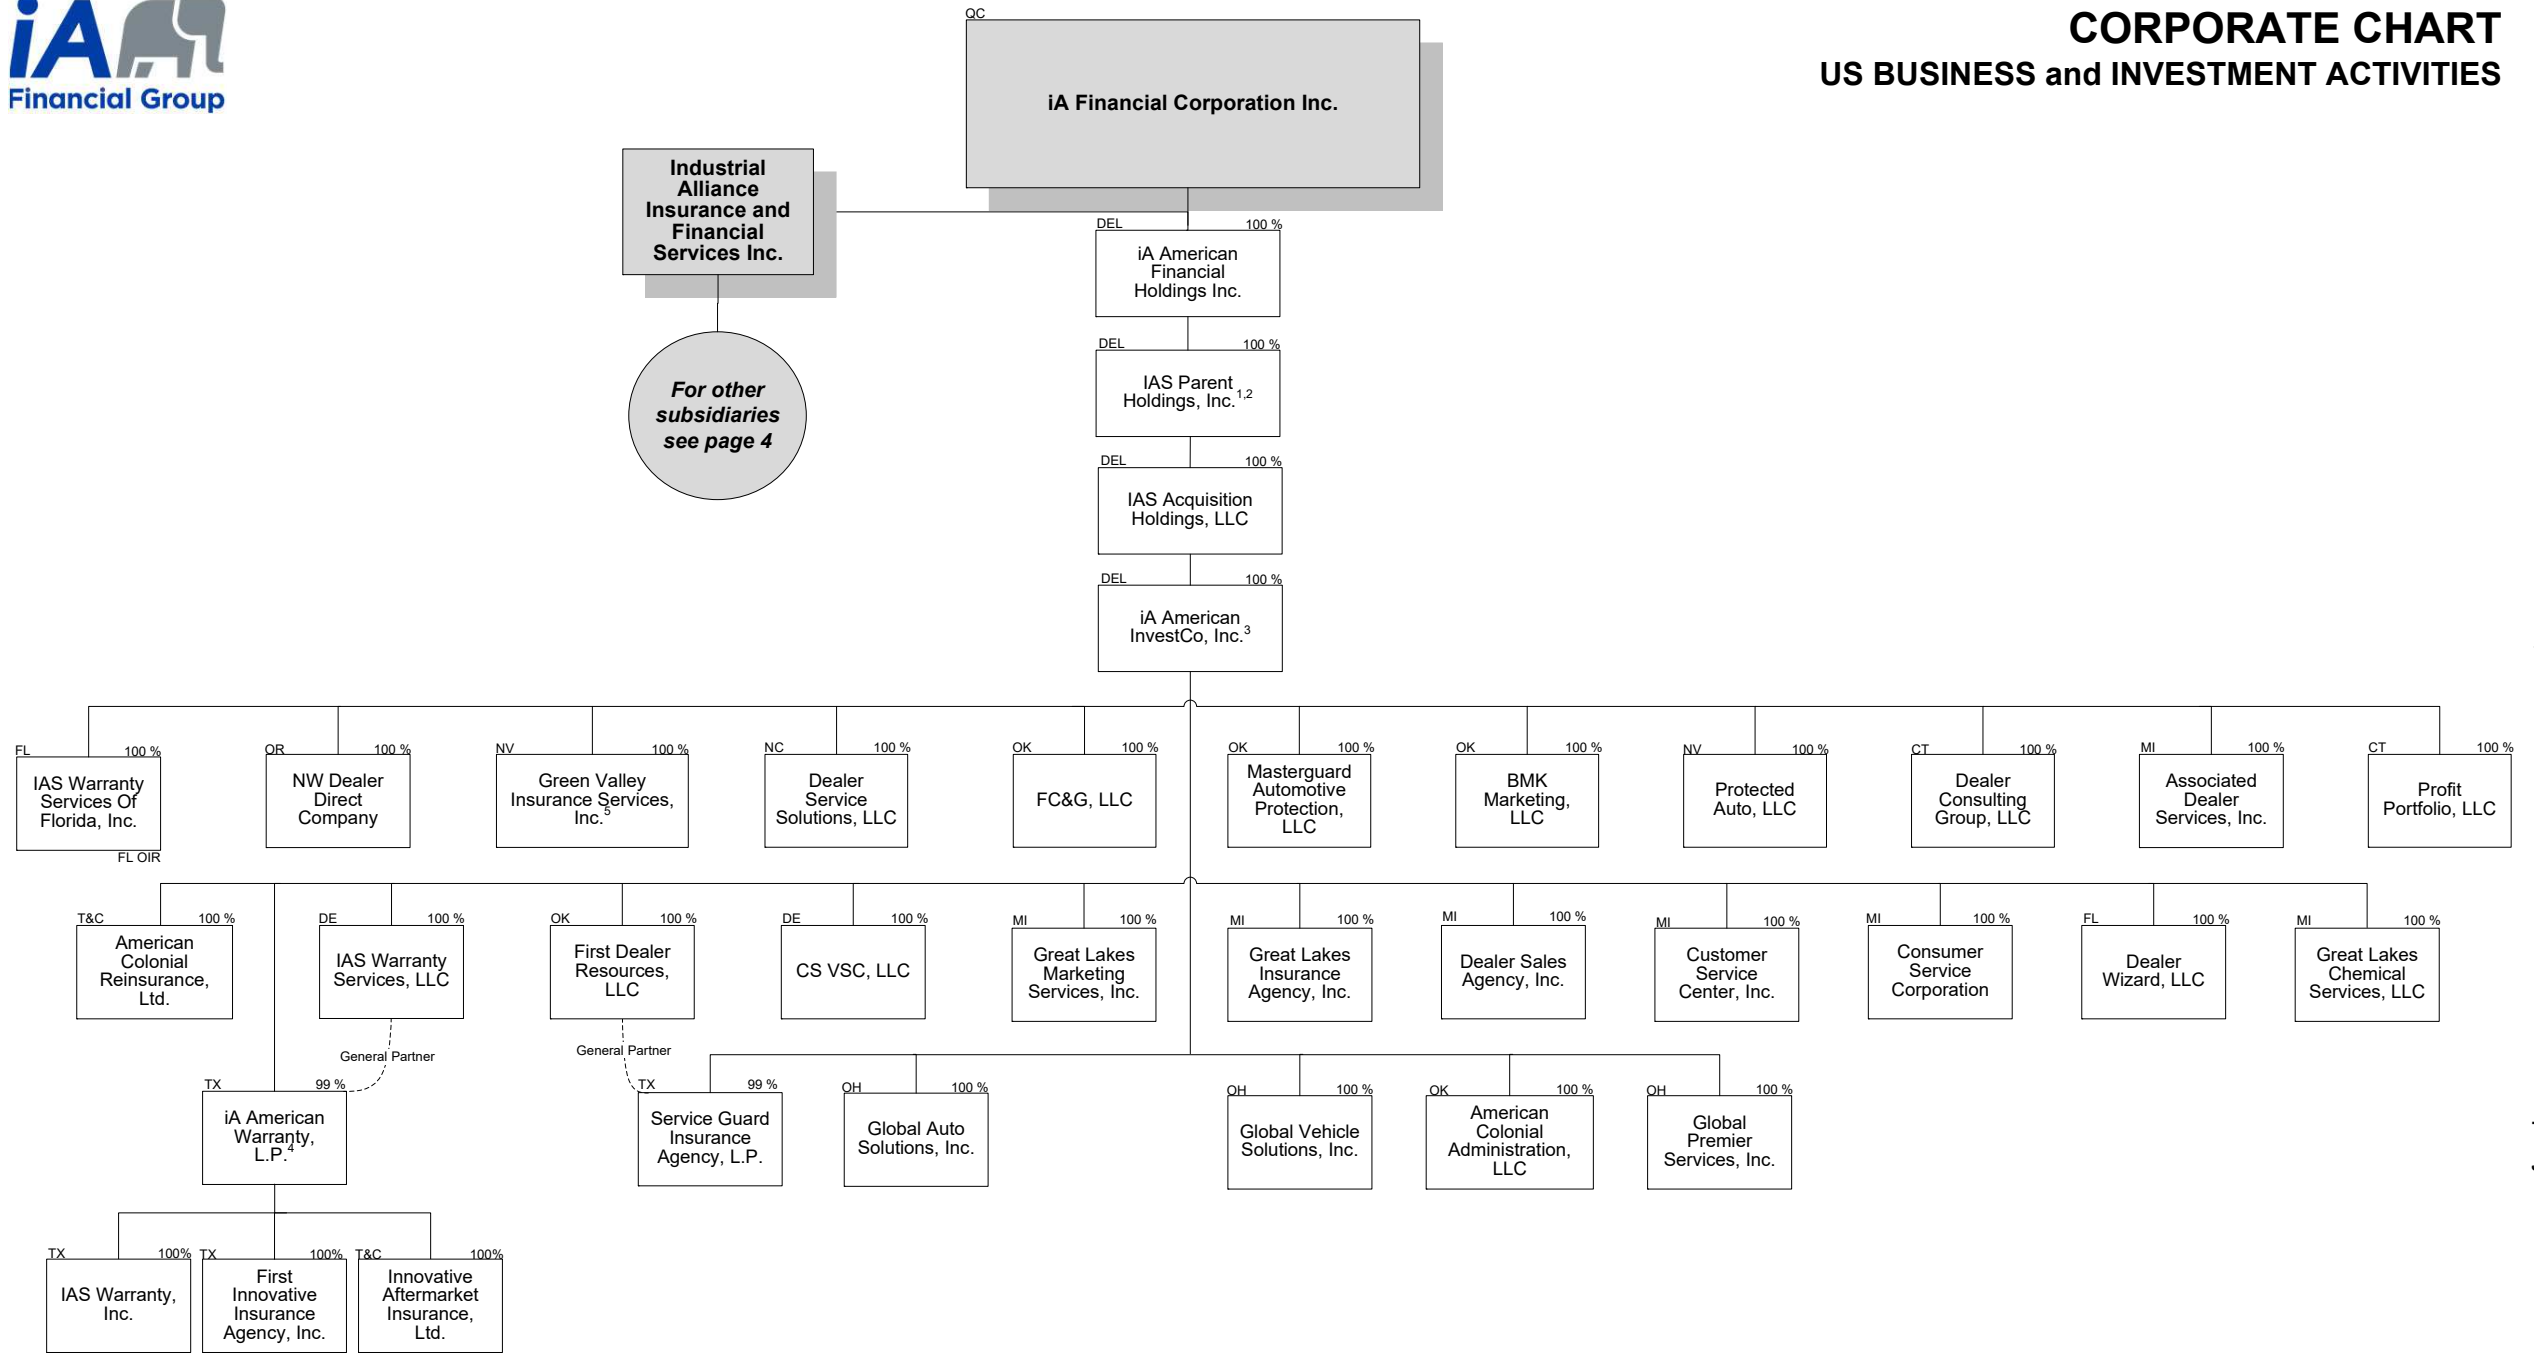 iA
Financial Group
CORPORATE CHART
US BUSINESS and INVESTMENT ACTIVITIES
QC
iA Financial Corporation Inc.
Industrial
Alliance
Insurance and
Financial
Services Inc.
For other
subsidiaries
see page 4
DEL 100 %
iA American
Financial
Holdings Inc.
DEL 100 %
IAS Parent
Holdings, Inc.1,2
DEL 100 %
IAS Acquisition
Holdings, LLC
DEL 100 %
iA American
InvestCo, Inc.3
FL 100 %
IAS Warranty
Services Of
Florida, Inc.
FL OIR
OR 100 %
NW Dealer
Direct
Company
NV 100 %
Green Valley
Insurance Services,
Inc.5
NC 100 %
Dealer
Service
Solutions, LLC
OK 100 %
FC&G, LLC
OK 100 %
Masterguard
Automotive
Protection,
LLC
OK 100 %
BMK
Marketing,
LLC
NV 100 %
Protected
Auto, LLC
CT 100 %
Dealer
Consulting
Group, LLC
MI 100 %
Associated
Dealer
Services, Inc.
CT 100 %
Profit
Portfolio, LLC
T&C 100 %
American
Colonial
Reinsurance,
Ltd.
DE 100 %
IAS Warranty
Services, LLC
OK 100 %
First Dealer
Resources,
LLC
DE 100 %
CS VSC, LLC
MI 100 %
Great Lakes
Marketing
Services, Inc.
MI 100 %
Great Lakes
Insurance
Agency, Inc.
MI 100 %
Dealer Sales
Agency, Inc.
MI 100 %
Customer
Service
Center, Inc.
MI 100 %
Consumer
Service
Corporation
FL 100 %
Dealer
Wizard, LLC
MI 100 %
Great Lakes
Chemical
Services, LLC
General Partner
General Partner
TX 99 %
iA American
Warranty,
L.P.4
TX 99 %
Service Guard
Insurance
Agency, L.P.
OH 100 %
Global Auto
Solutions, Inc.
OH 100 %
Global Vehicle
Solutions, Inc.
OK 100 %
American
Colonial
Administration,
LLC
OH 100 %
Global
Premier
Services, Inc.
TX 100%
IAS Warranty,
Inc.
TX 100%
First
Innovative
Insurance
Agency, Inc.
T&C 100%
Innovative
Aftermarket
Insurance,
Ltd.